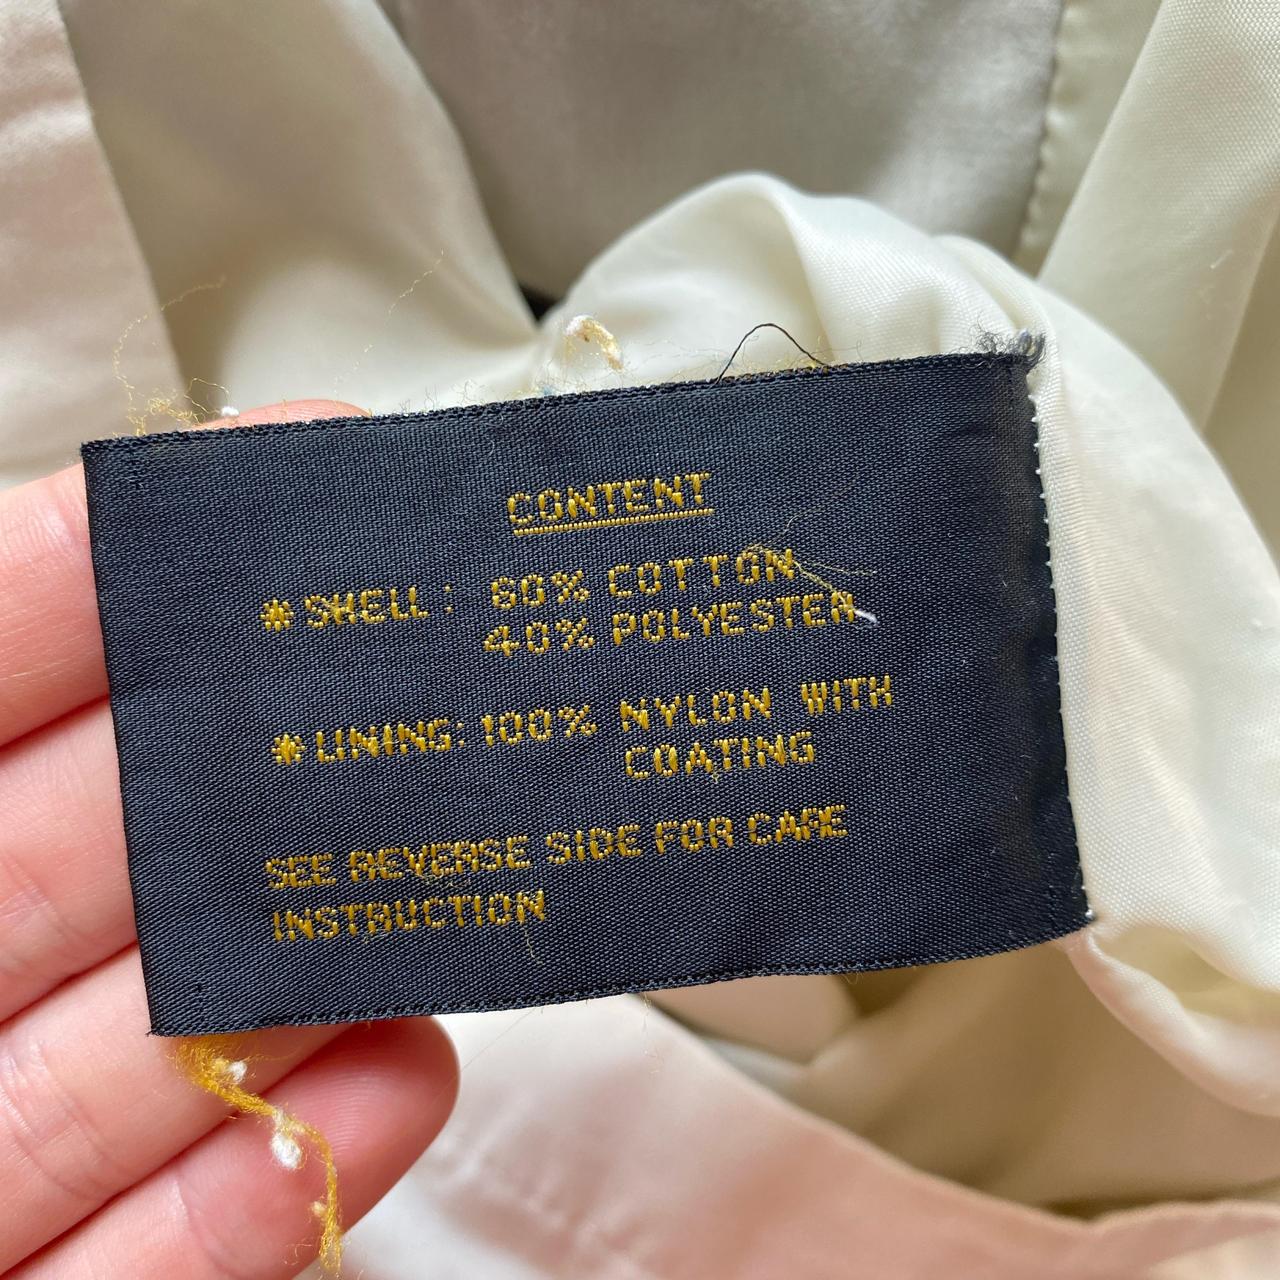 CONTENT
* SHELL : 60% COTTON
40% POLYESTER
* LINING: 100% NYLON WITH
COATING
SEE REVERSE SIDE FOR CARE
INSTRUCTION